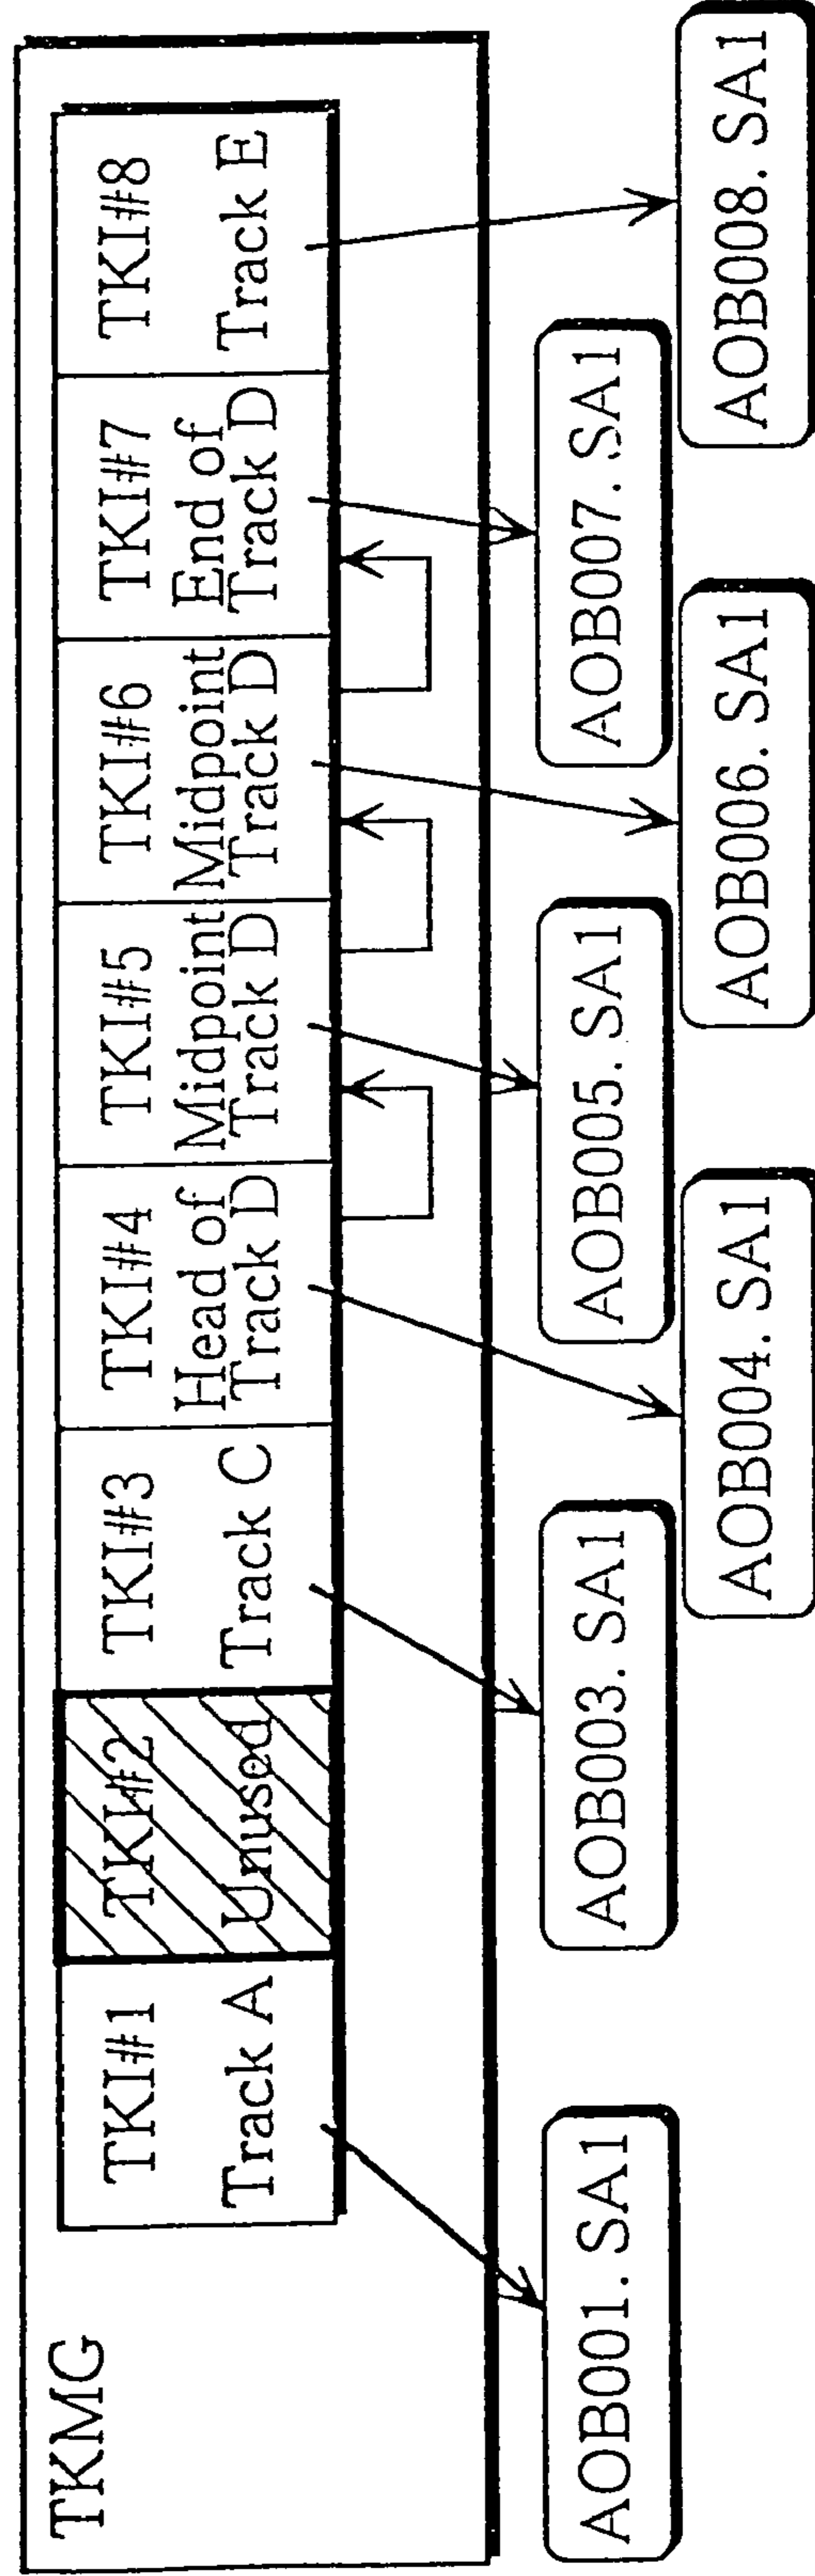 TKMG
TKI#1
Track A
TKI#2
Unused
TKI#3
Track C
TKI#4
Head of
Track D
TKI#5
Midpoint
Track D
TKI#6
Midpoint
Track D
TKI#7
End of
Track D
TKI#8
Track E
AOB001. SA1
AOB003. SA1
AOB004. SA1
AOB005. SA1
AOB006. SA1
AOB007. SA1
AOB008. SA1